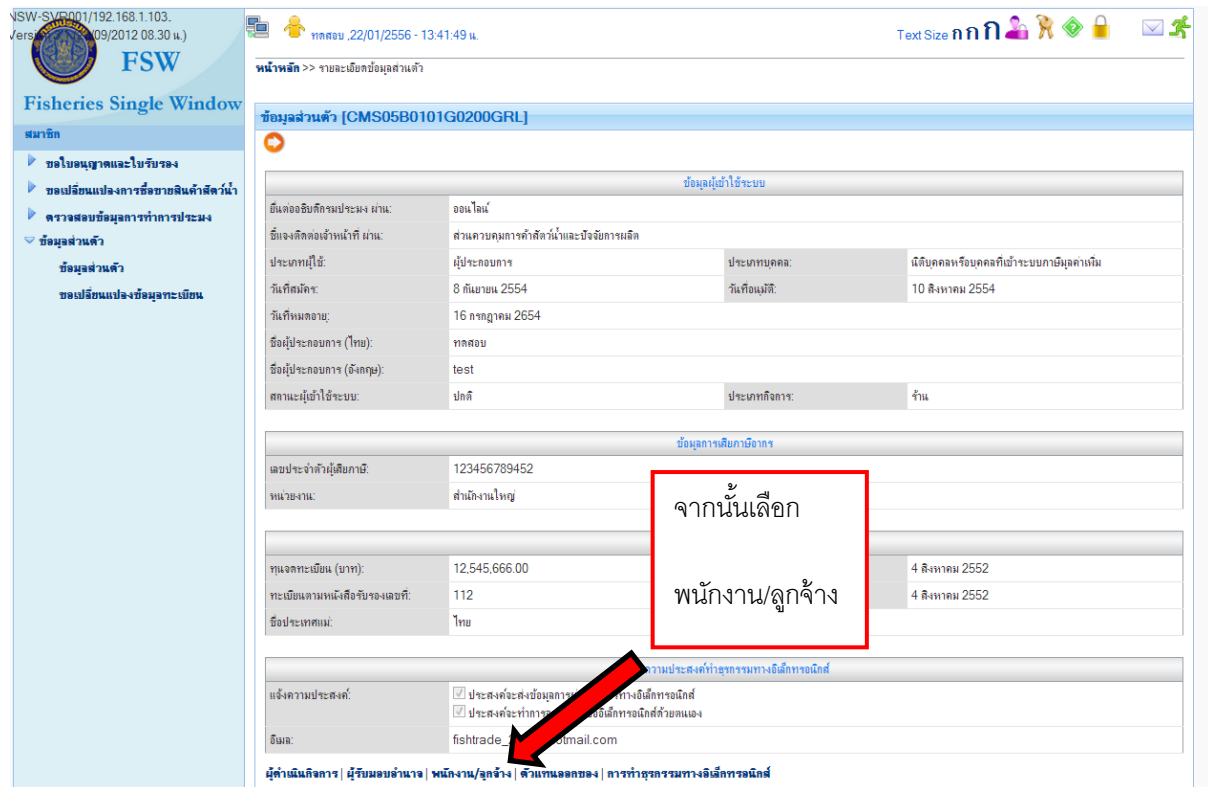 NSW-SVR001/192.168.1.103.
/09/2012 08.30 น.)
FSW
Fisheries Single Window
สมาชิก
ขอใบอนุญาตและใบรับรอง
ขอเปลี่ยนแปลงการซื้อขายสินค้าสัตว์น้ำ
ตรวจสอบข้อมูลการทำการประมง
ข้อมูลส่วนตัว
ข้อมูลส่วนตัว
ขอเปลี่ยนแปลงข้อมูลทะเบียน
ทดสอบ ,22/01/2556 - 13:41:49 น.
Text Size ก ก ก
หน้าหลัก >> รายละเอียดข้อมูลส่วนตัว
ข้อมูลส่วนตัว [CMS05B0101G0200GRL]
ข้อมูลผู้เข้าใช้ระบบ
ยื่นต่ออธิบดีกรมประมง ผ่าน: ออนไลน์
ชี้แจงติดต่อเจ้าหน้าที่ ผ่าน: ส่วนควบคุมการค้าสัตว์น้ำและปัจจัยการผลิต
ประเภทผู้ใช้: ผู้ประกอบการ ประเภทบุคคล: นิติบุคคลหรือบุคคลที่เข้าระบบภาษีมูลค่าเพิ่ม
วันที่สมัคร: 8 กันยายน 2554 วันที่อนุมัติ: 10 สิงหาคม 2554
วันที่หมดอายุ: 16 กรกฎาคม 2654
ชื่อผู้ประกอบการ (ไทย): ทดสอบ
ชื่อผู้ประกอบการ (อังกฤษ): test
สถานะผู้เข้าใช้ระบบ: ปกติ ประเภทกิจการ: ร้าน
ข้อมูลการเสียภาษีอากร
เลขประจำตัวผู้เสียภาษี: 123456789452
หน่วยงาน: สำนักงานใหญ่
จากนั้นเลือก
พนักงาน/ลูกจ้าง
ทุนจดทะเบียน (บาท): 12,545,666.00 4 สิงหาคม 2552
ทะเบียนตามหนังสือรับรองเลขที่: 112 4 สิงหาคม 2552
ชื่อประเทศแม่: ไทย
ความประสงค์ทำธุรกรรมทางอิเล็กทรอนิกส์
แจ้งความประสงค์: ประสงค์จะส่งข้อมูลการ ทางอิเล็กทรอนิกส์
ประสงค์จะทำการ อิเล็กทรอนิกส์ด้วยตนเอง
อีเมล: fishtrade_ otmail.com
ผู้ดำเนินกิจการ | ผู้รับมอบอำนาจ | พนักงาน/ลูกจ้าง | ตัวแทนออกของ | การทำธุรกรรมทางอิเล็กทรอนิกส์